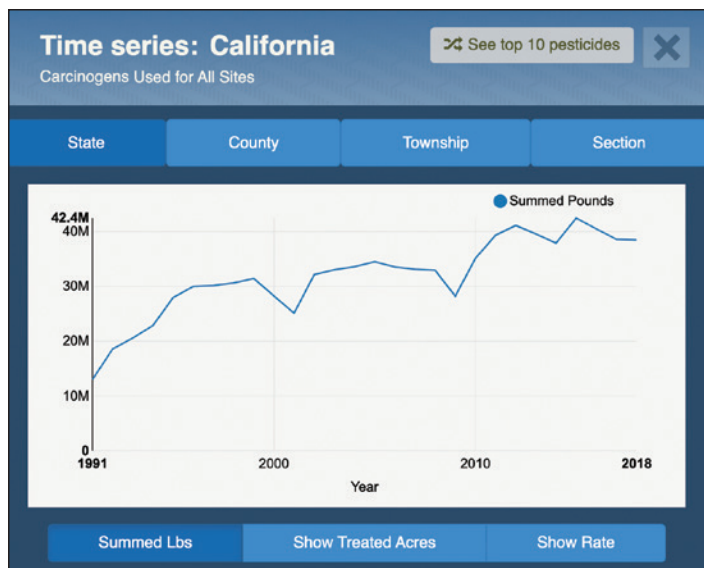 Time series: California
See top 10 pesticides
Carcinogens Used for All Sites
State County Township Section
Summed Pounds
42.4M
40M
30M
20M
10M
0
1991 2000 2010 2018
Year
Summed Lbs Show Treated Acres Show Rate